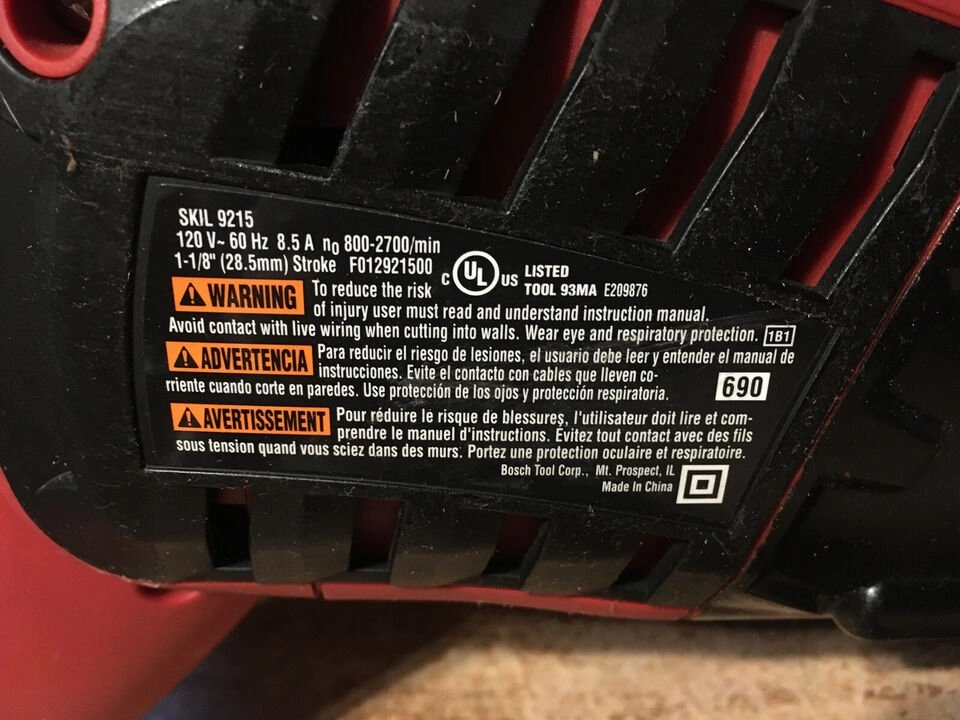 SKIL 9215
120 V~ 60 Hz 8.5 A n0 800-2700/min
1-1/8" (28.5mm) Stroke F012921500
C UL US LISTED
TOOL 93MA E209876
WARNING To reduce the risk
of injury user must read and understand instruction manual.
Avoid contact with live wiring when cutting into walls. Wear eye and respiratory protection. 1B1
ADVERTENCIA Para reducir el riesgo de lesiones, el usuario debe leer y entender el manual de
instrucciones. Evite el contacto con cables que lleven co-
rriente cuando corte en paredes. Use protección de los ojos y protección respiratoria.
690
AVERTISSEMENT Pour réduire le risque de blessures, l'utilisateur doit lire et com-
prendre le manuel d'instructions. Evitez tout contact avec des fils
sous tension quand vous sciez dans des murs. Portez une protection oculaire et respiratoire.
Bosch Tool Corp., Mt. Prospect, IL
Made In China